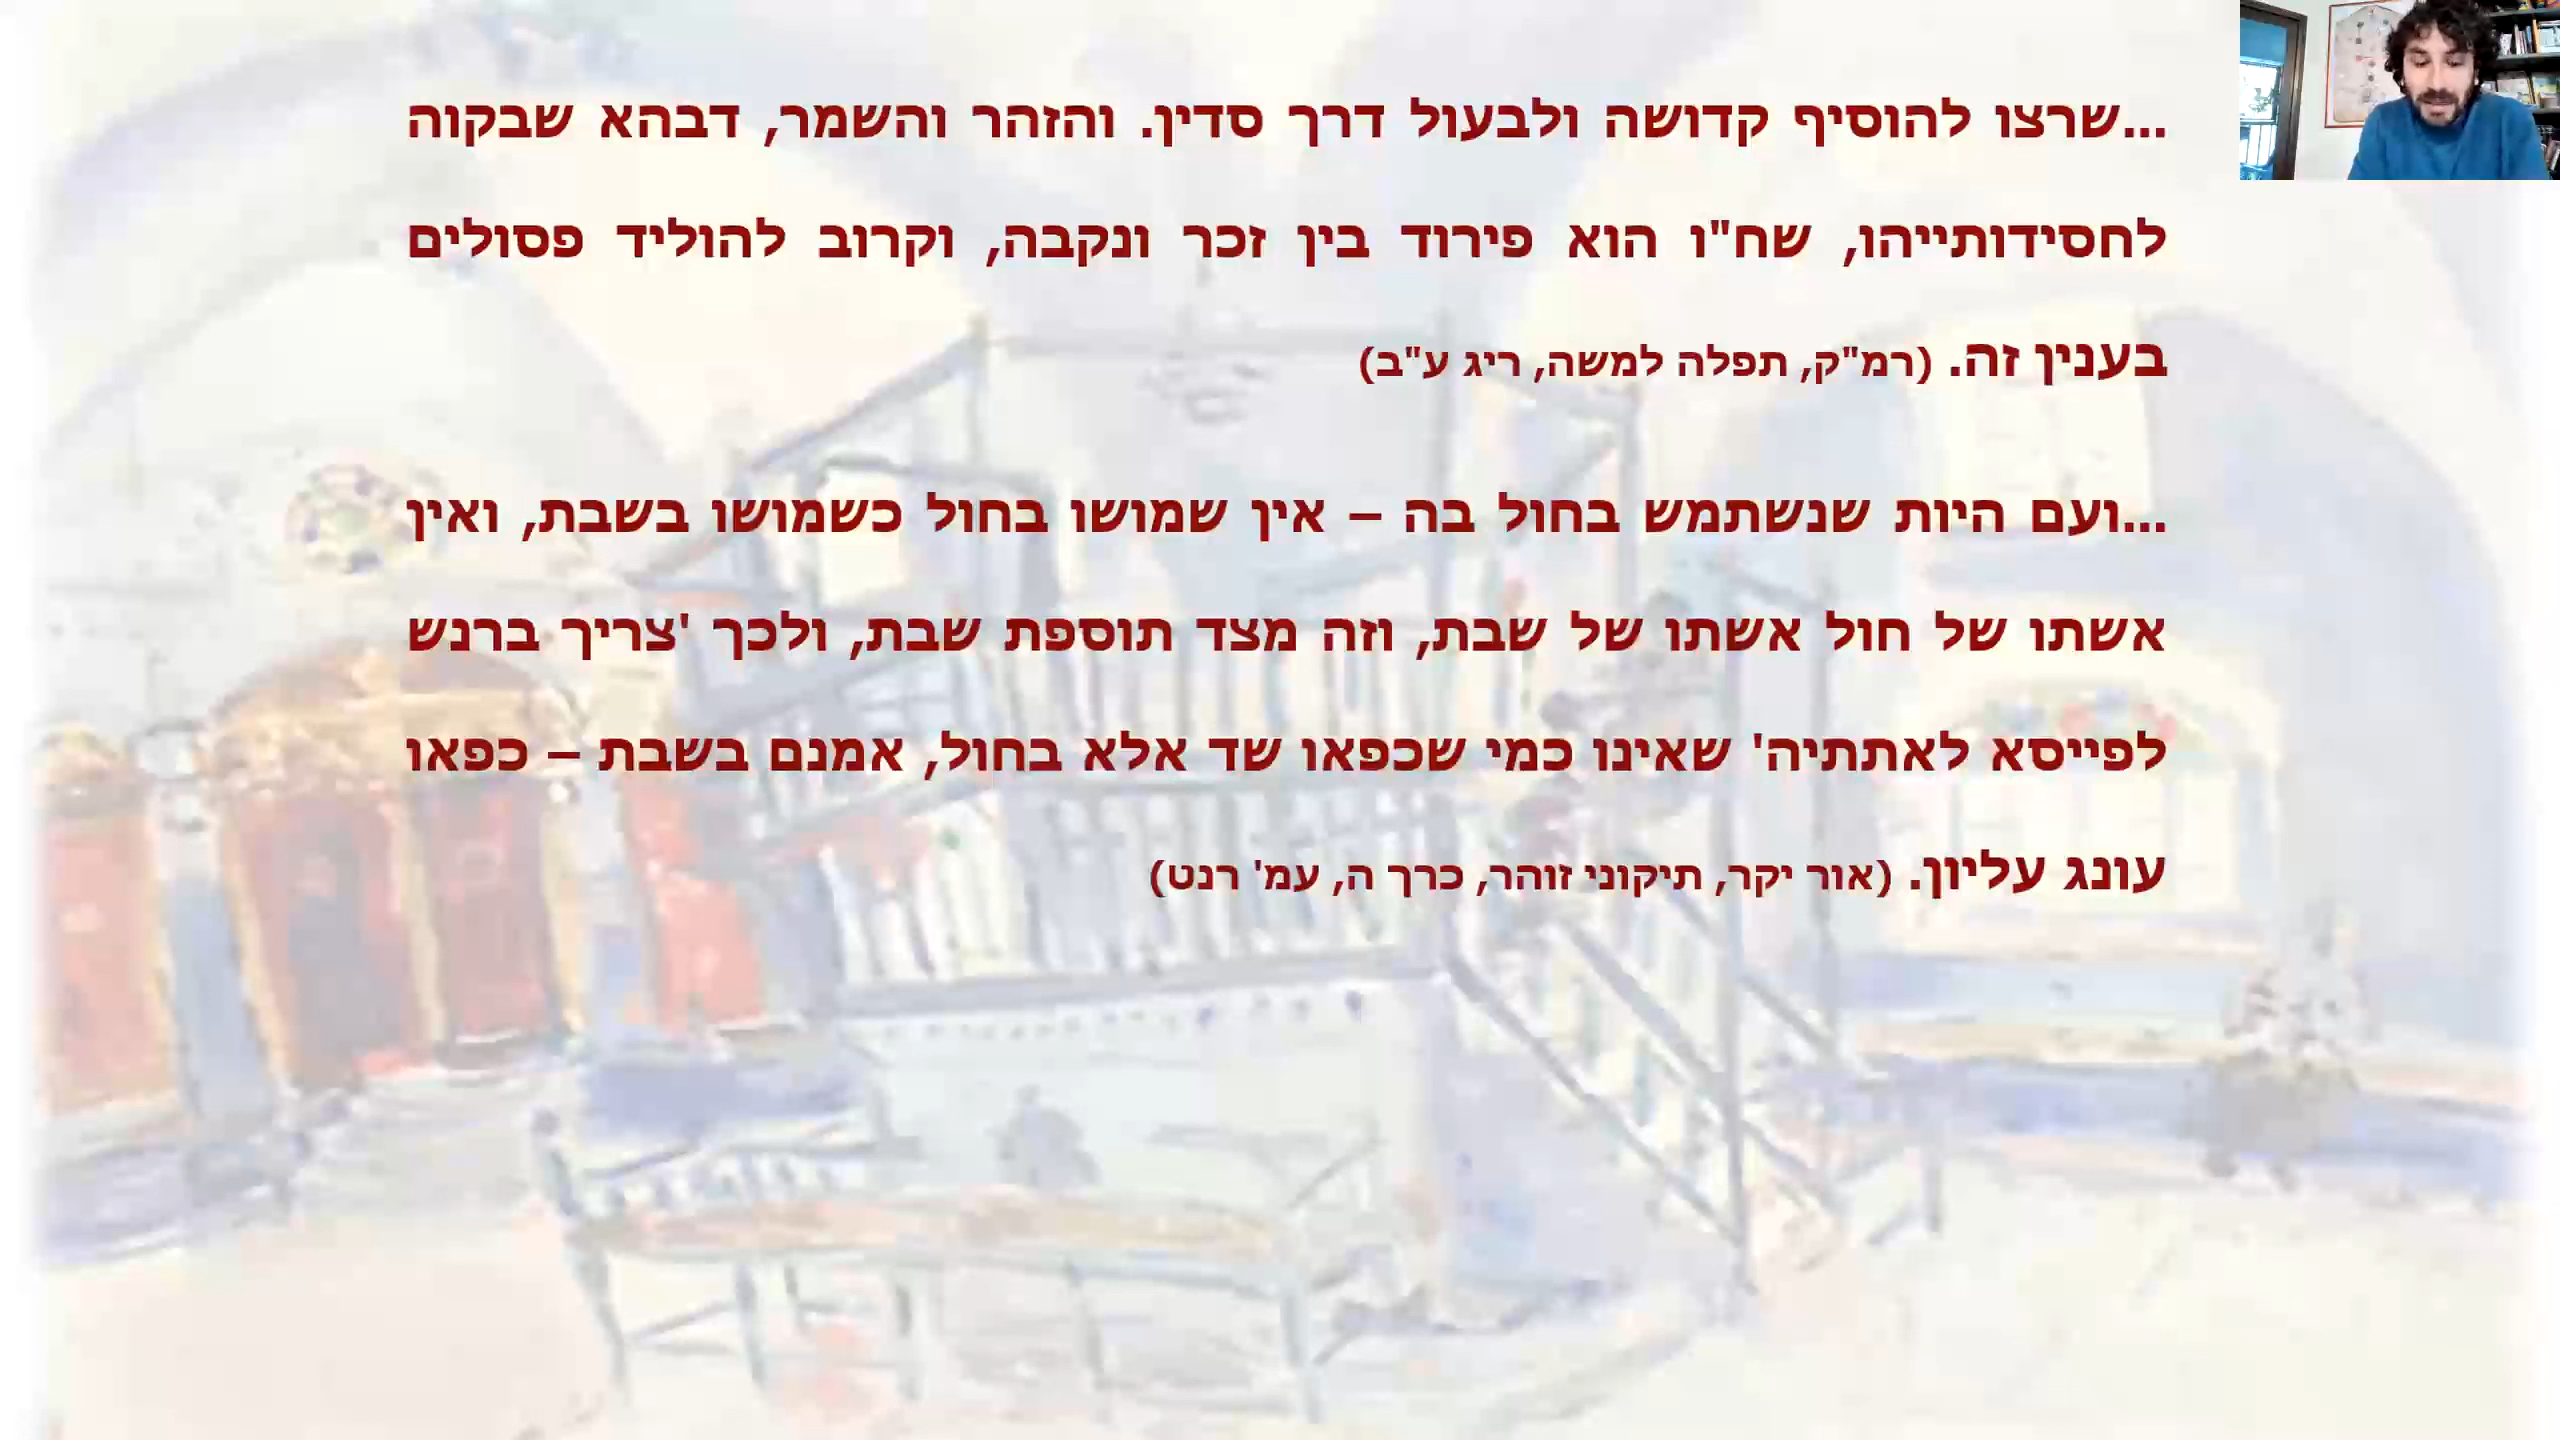 ...שרצו להוסיף קדושה ולבעול דרך סדין. והזהר והשמר, דבהא שבקוה
לחסידותייהו, שח"ו הוא פירוד בין זכר ונקבה, וקרוב להוליד פסולים
בענין זה. (רמ"ק, תפלה למשה, ריג ע"ב)
...ועם היות שנשתמש בחול בה – אין שמושו בחול כשמושו בשבת, ואין
אשתו של חול אשתו של שבת, וזה מצד תוספת שבת, ולכך 'צריך ברנש
לפייסא לאתתיה' שאינו כמי שכפאו שד אלא בחול, אמנם בשבת – כפאו
עונג עליון. (אור יקר, תיקוני זוהר, כרך ה, עמ' רנט)